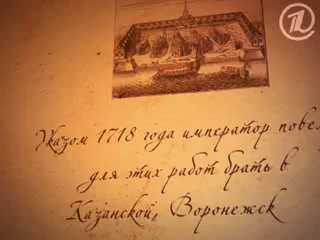 Указом 1718 года император пове
для этих работ брать в
Казанской, Воронежск